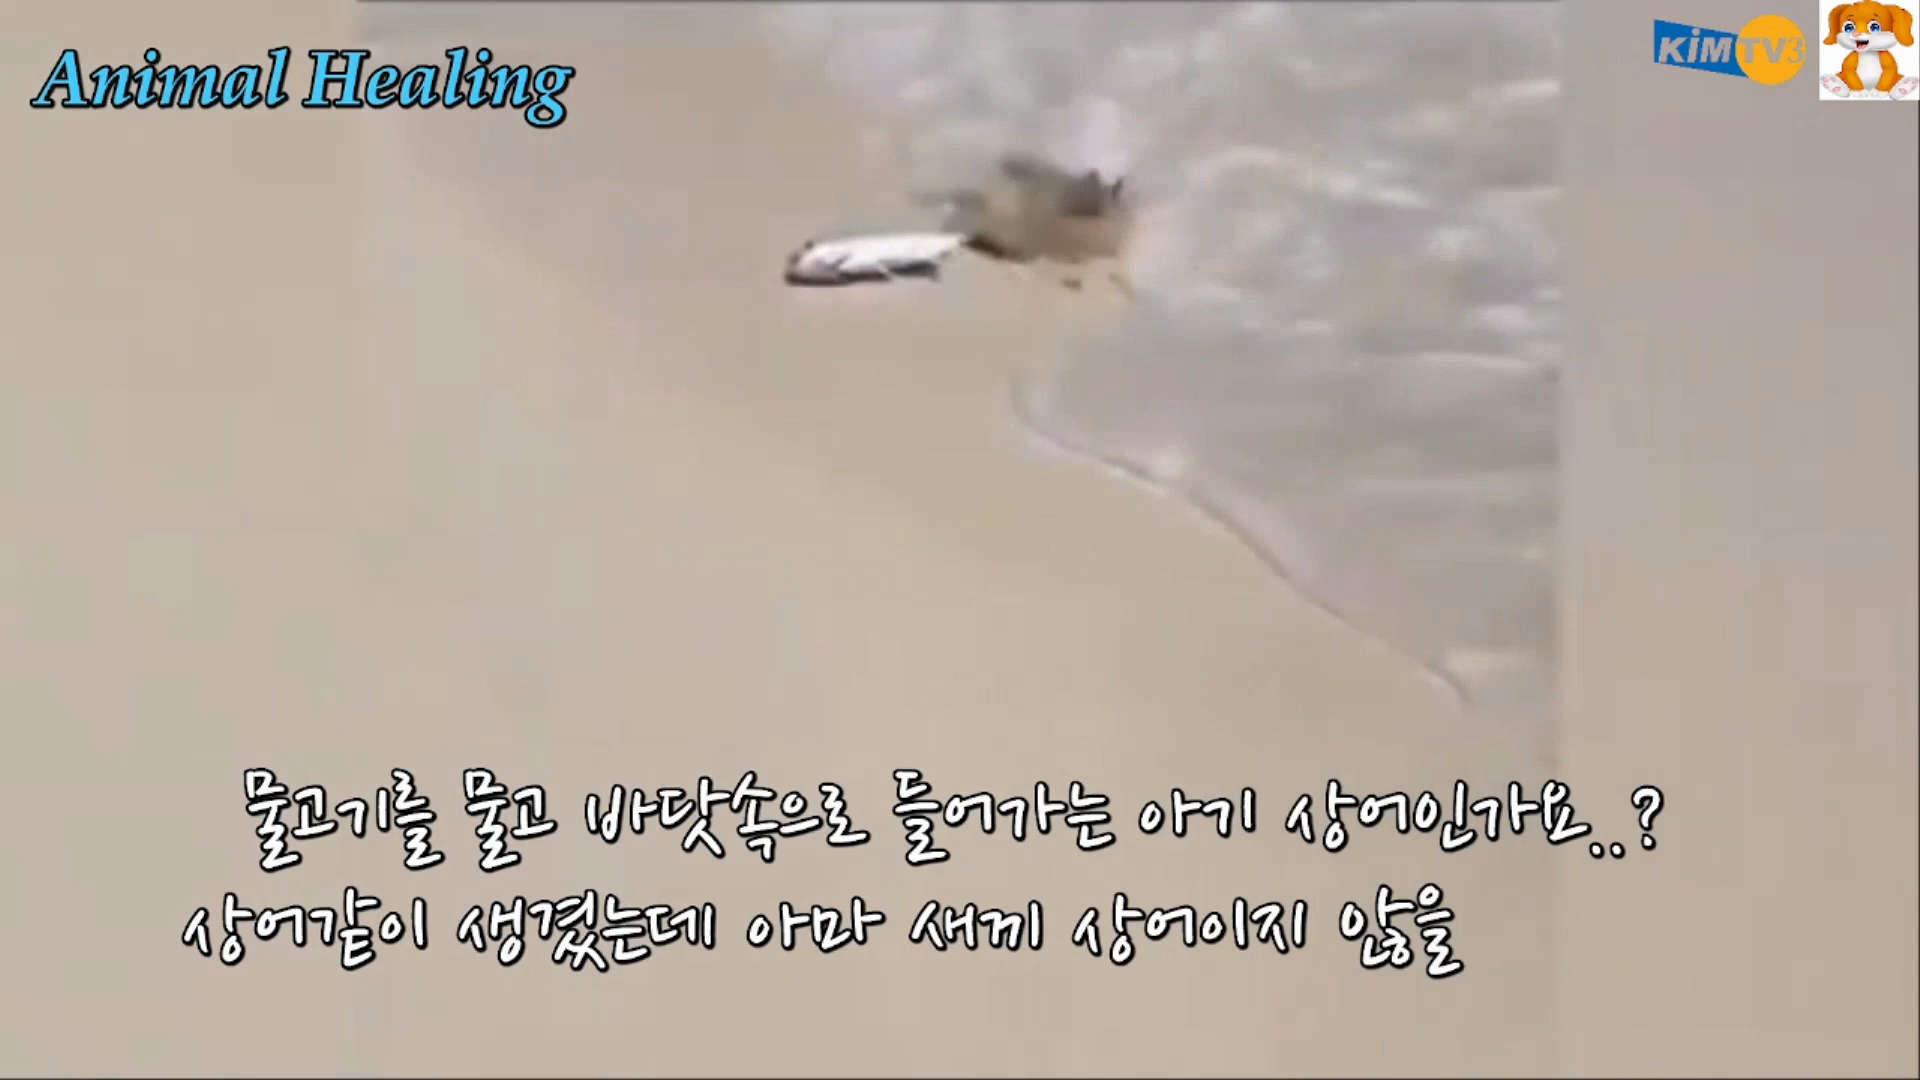 Animal Healing
KiMTV3
물고기를 물고 바닷속으로 들어가는 아기 상어인가요..?
상어같이 생겼는데 아마 새끼 상어이지 않을